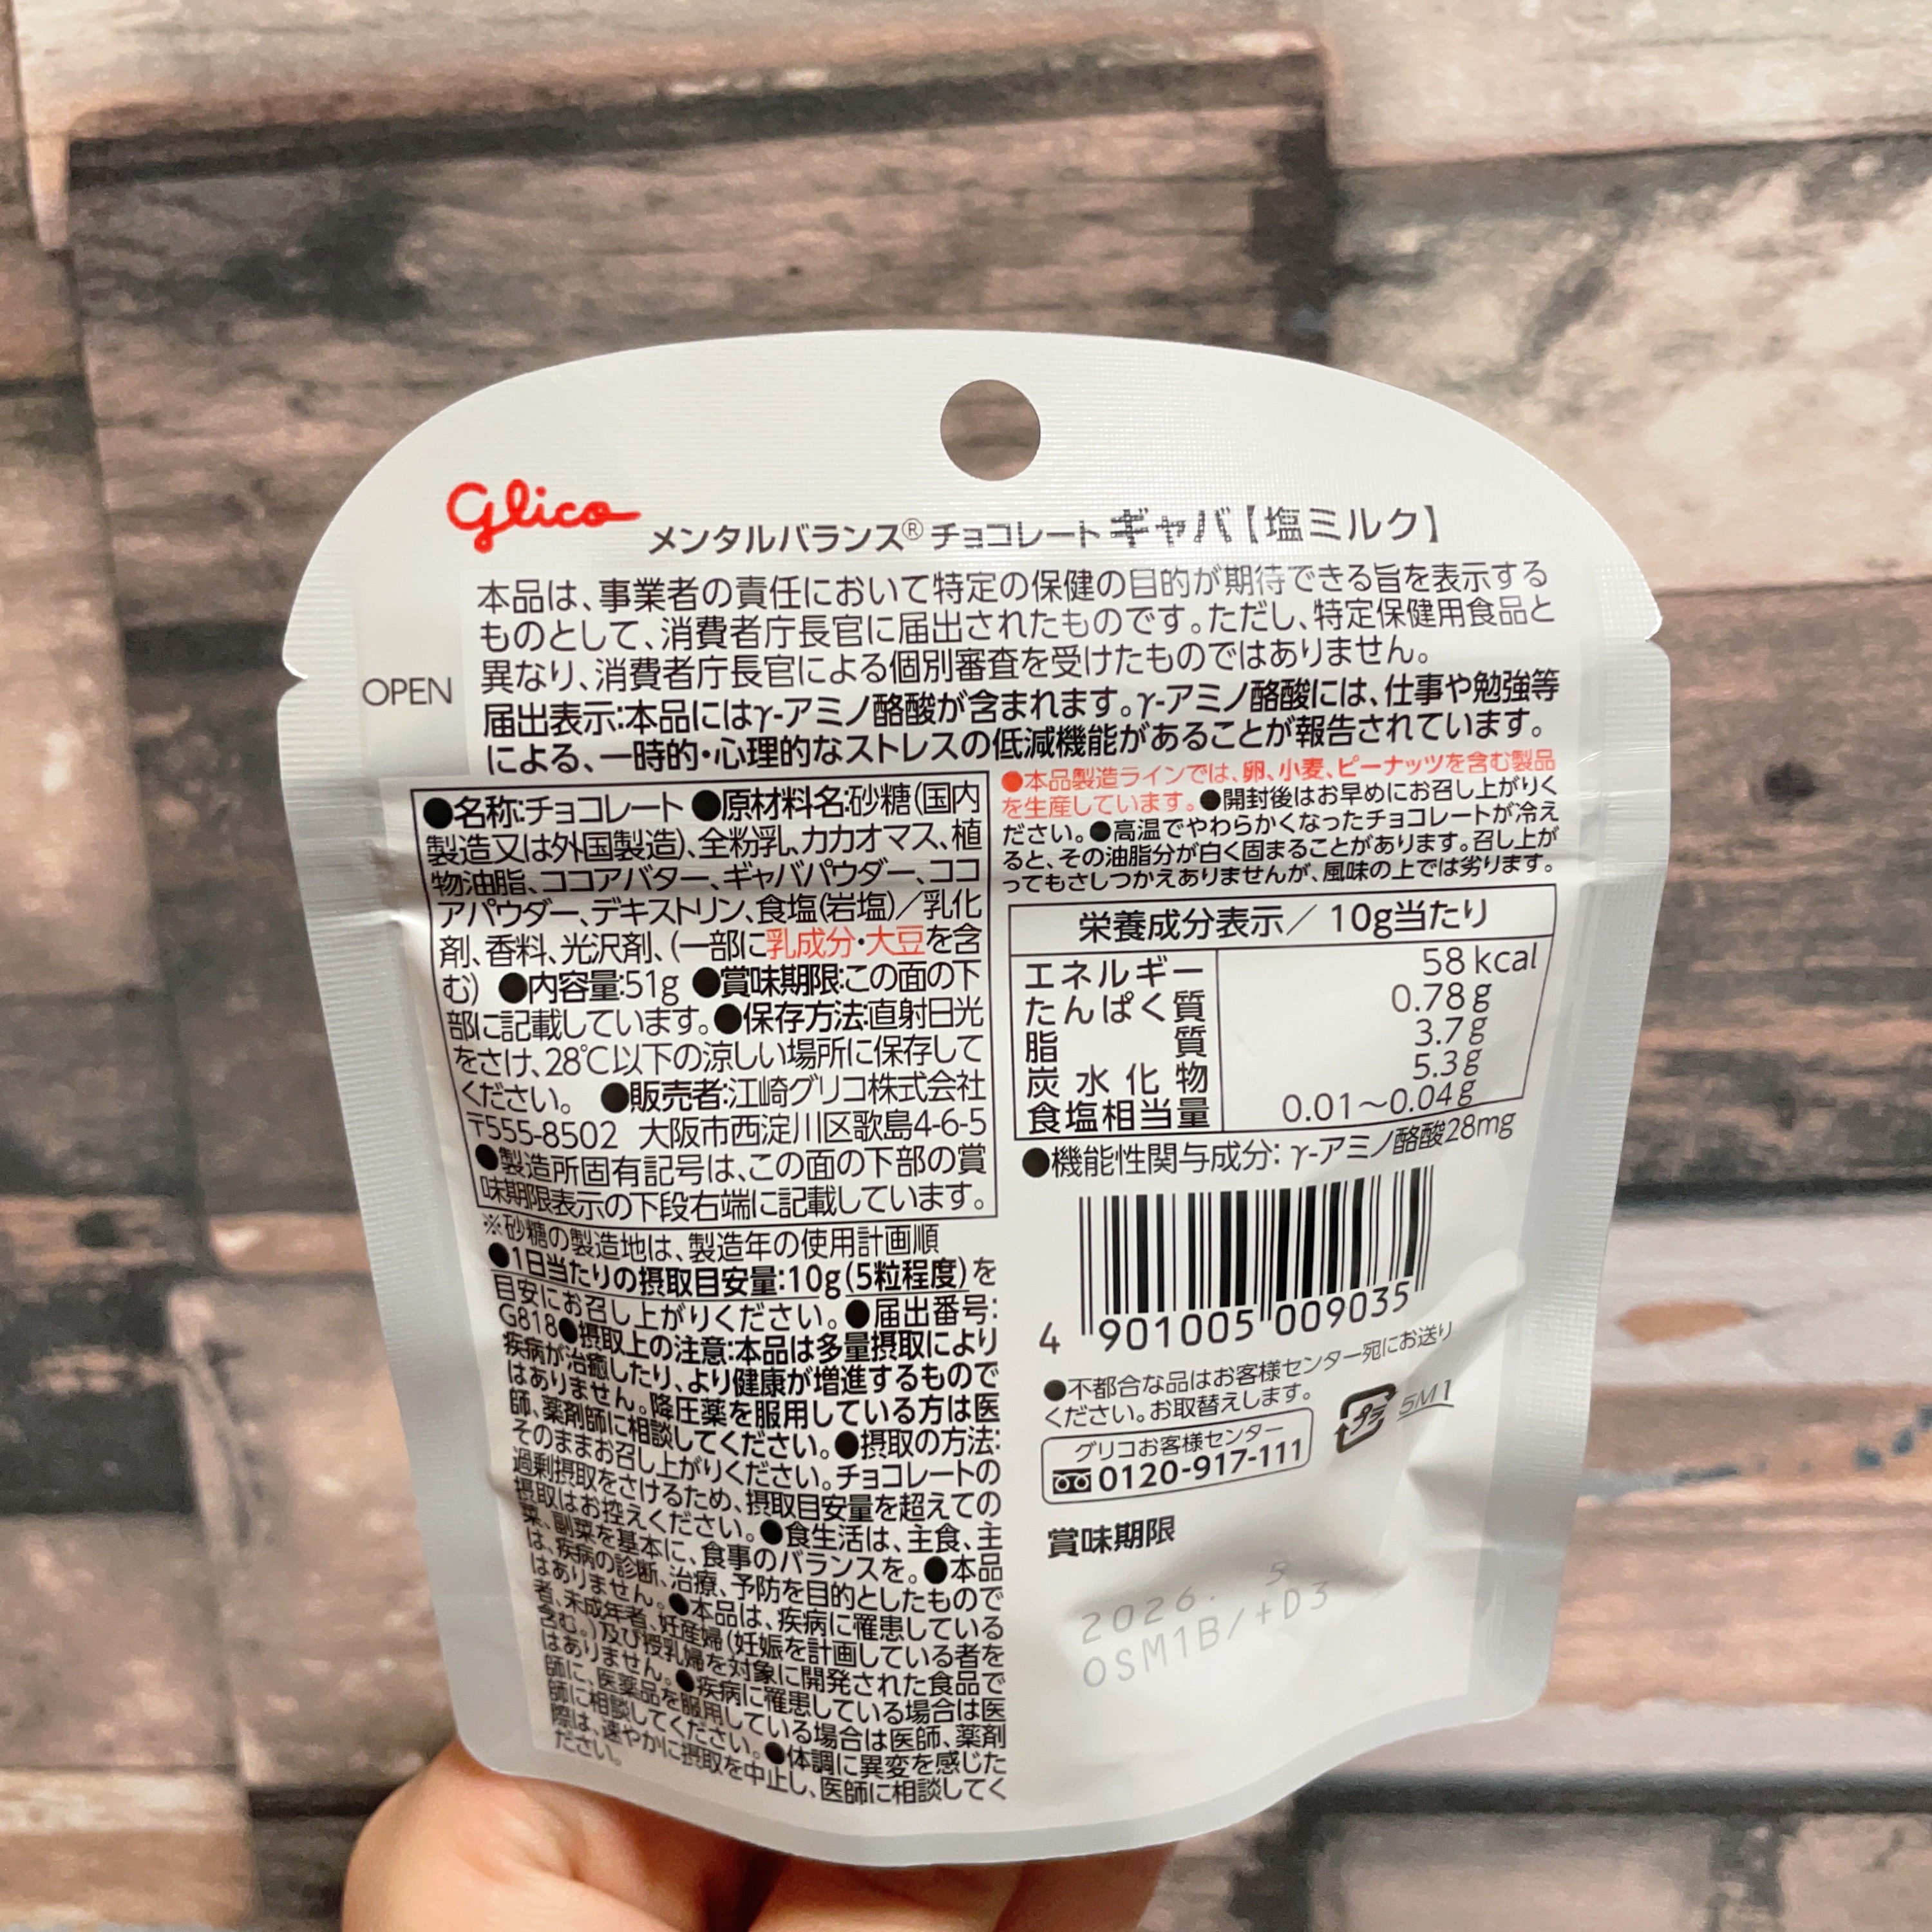 Glico
メンタルバランス® チョコレート ギャバ【塩ミルク】
本品は、事業者の責任において特定の保健の目的が期待できる旨を表示する
ものとして、消費者庁長官に届出されたものです。ただし、特定保健用食品と
異なり、消費者庁長官による個別審査を受けたものではありません。
OPEN
届出表示:本品にはγ-アミノ酪酸が含まれます。γ-アミノ酪酸には、仕事や勉強等
による、一時的・心理的なストレスの低減機能があることが報告されています。
●名称:チョコレート ●原材料名:砂糖(国内
製造又は外国製造)、全粉乳、カカオマス、植
物油脂、ココアバター、ギャバパウダー、ココ
アパウダー、デキストリン、食塩(岩塩)/乳化
剤、香料、光沢剤、(一部に乳成分・大豆を含
む) ●内容量:51g ●賞味期限:この面の下
部に記載しています。●保存方法:直射日光
をさけ、28℃以下の涼しい場所に保存して
ください。 ●販売者:江崎グリコ株式会社
〒555-8502 大阪市西淀川区歌島4-6-5
●製造所固有記号は、この面の下部の賞
味期限表示の下段右端に記載しています。
※砂糖の製造地は、製造年の使用計画順
●1日当たりの摂取目安量:10g(5粒程度)を
目安にお召し上がりください。●届出番号:
G818●摂取上の注意:本品は多量摂取により
疾病が治癒したり、より健康が増進するもので
はありません。降圧薬を服用している方は医
師、薬剤師に相談してください。●摂取の方法:
そのままお召し上がりください。チョコレートの
過剰摂取をさけるため、摂取目安量を超えての
摂取はお控えください。●食生活は、主食、主
菜、副菜を基本に、食事のバランスを。●本品
は、疾病の診断、治療、予防を目的としたもので
はありません。●本品は、疾病に罹患している
者、未成年者、妊産婦(妊娠を計画している者を
含む。)及び授乳婦を対象に開発された食品で
はありません。●疾病に罹患している場合は医
師に、医薬品を服用している場合は医師、薬剤
師に相談してください。●体調に異変を感じた
際は、速やかに摂取を中止し、医師に相談してく
ださい。
●本品製造ラインでは、卵、小麦、ピーナッツを含む製品
を生産しています。●開封後はお早めにお召し上がりく
ださい。●高温でやわらかくなったチョコレートが冷え
ると、その油脂分が白く固まることがあります。召し上が
ってもさしつかえありませんが、風味の上では劣ります。
栄養成分表示/10g当たり
エネルギー 58kcal
たんぱく質 0.78g
脂質 3.7g
炭水化物 5.3g
食塩相当量 0.01～0.04g
●機能性関与成分:γ-アミノ酪酸28mg
4 901005 009035
●不都合な品はお客様センター宛にお送り
ください。お取替えします。
プラ 5M1
グリコお客様センター
0120-917-111
賞味期限
2026. 5
OSM1B/+D3